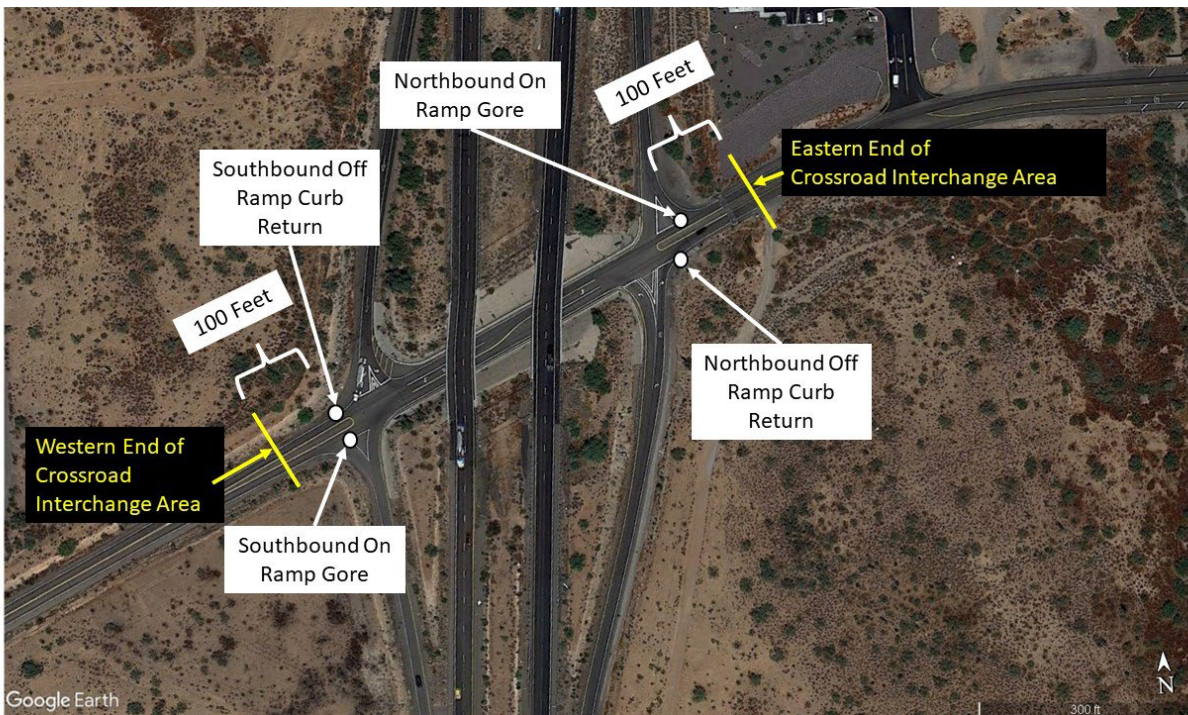 Northbound On
Ramp Gore
100 Feet
Eastern End of
Crossroad Interchange Area
Southbound Off
Ramp Curb
Return
100 Feet
Northbound Off
Ramp Curb
Return
Western End of
Crossroad
Interchange Area
Southbound On
Ramp Gore
Google Earth
N
300 ft